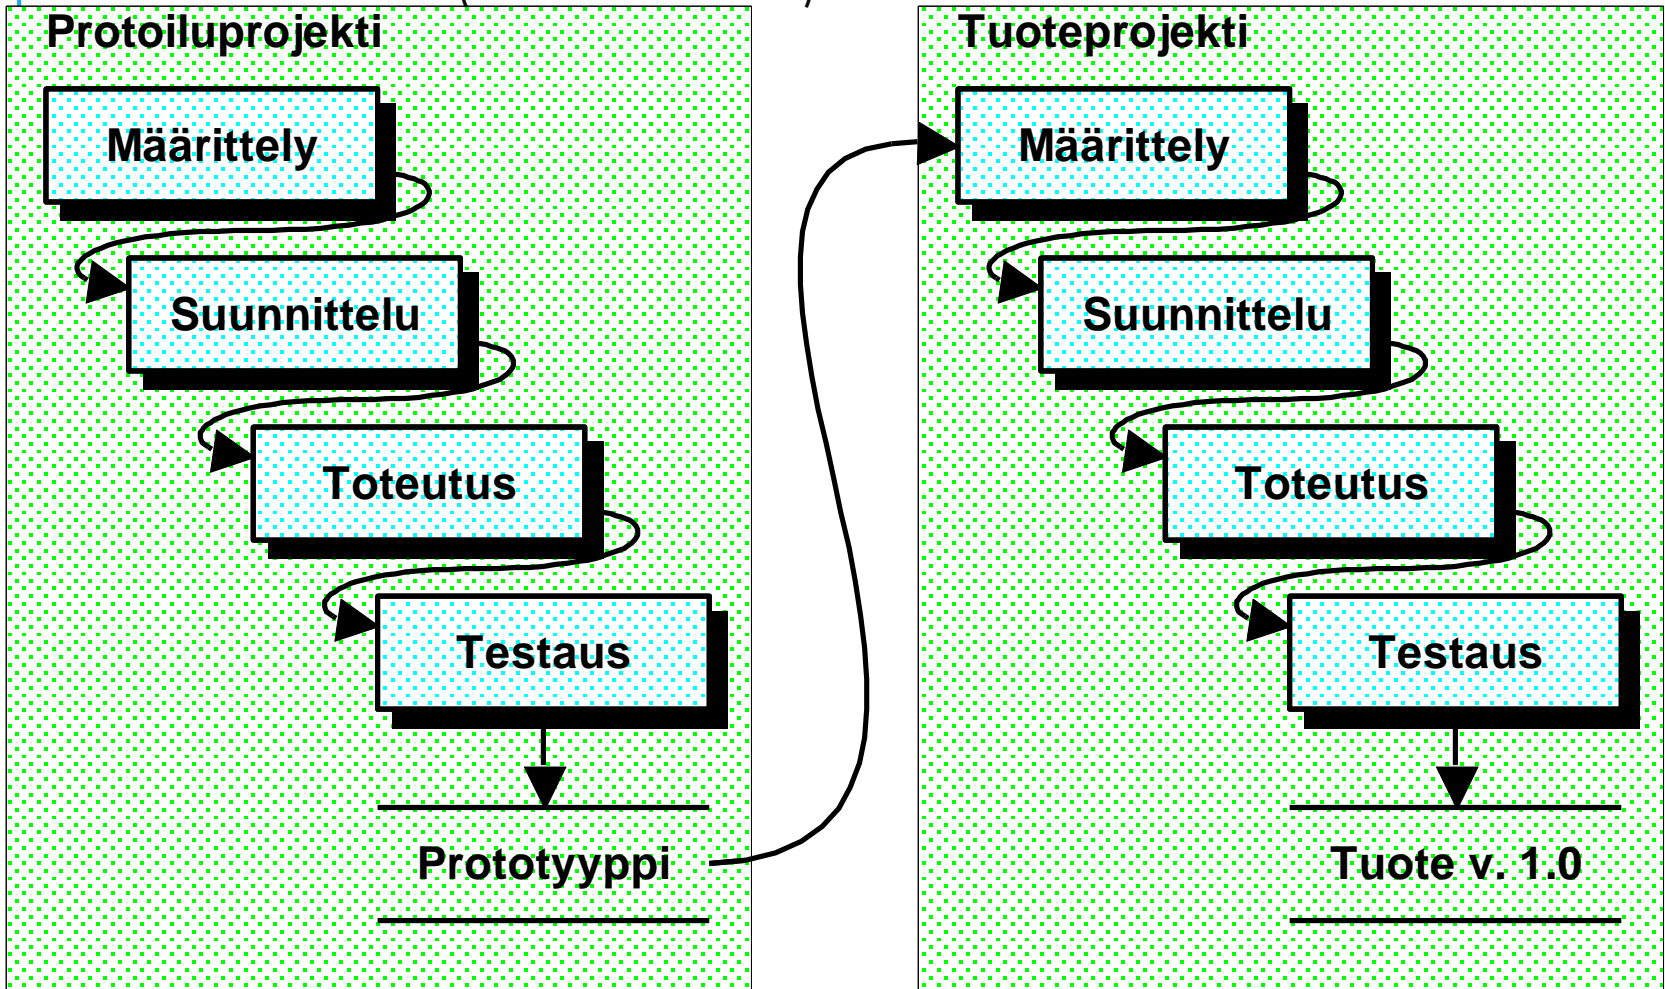 Protoiluprojekti
Määrittely
Suunnittelu
Toteutus
Testaus
Prototyyppi
Tuoteprojekti
Määrittely
Suunnittelu
Toteutus
Testaus
Tuote v. 1.0